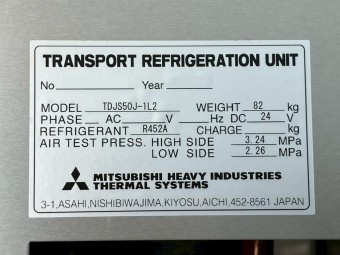 TRANSPORT REFRIGERATION UNIT
No Year
MODEL TDJS50J-1L2 WEIGHT 82 kg
PHASE AC V Hz DC 24 V
REFRIGERANT R452A CHARGE kg
AIR TEST PRESS. HIGH SIDE 3.24 MPa
LOW SIDE 2.26 MPa
MITSUBISHI HEAVY INDUSTRIES
THERMAL SYSTEMS
3-1,ASAHI,NISHIBIWAJIMA,KIYOSU,AICHI,452-8561 JAPAN